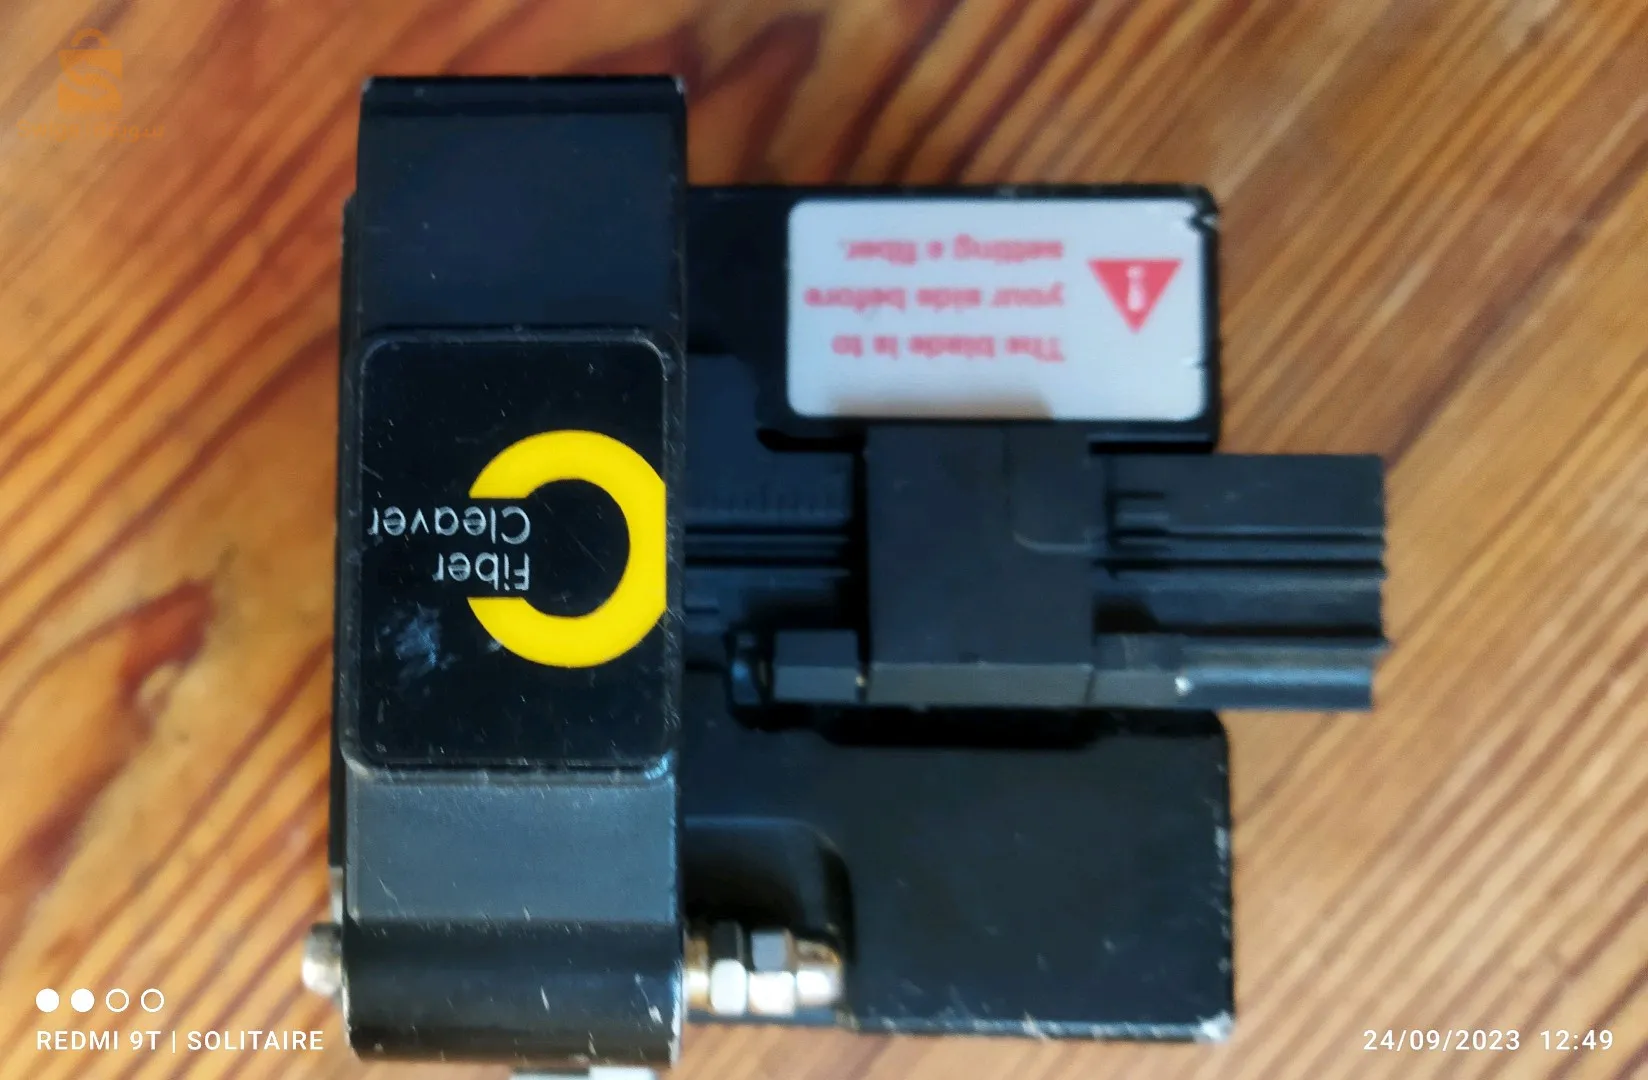 Fiber
Cleaver
The blade is to
your side before
setting a fiber.
REDMI 9T | SOLITAIRE
24/09/2023 12:49